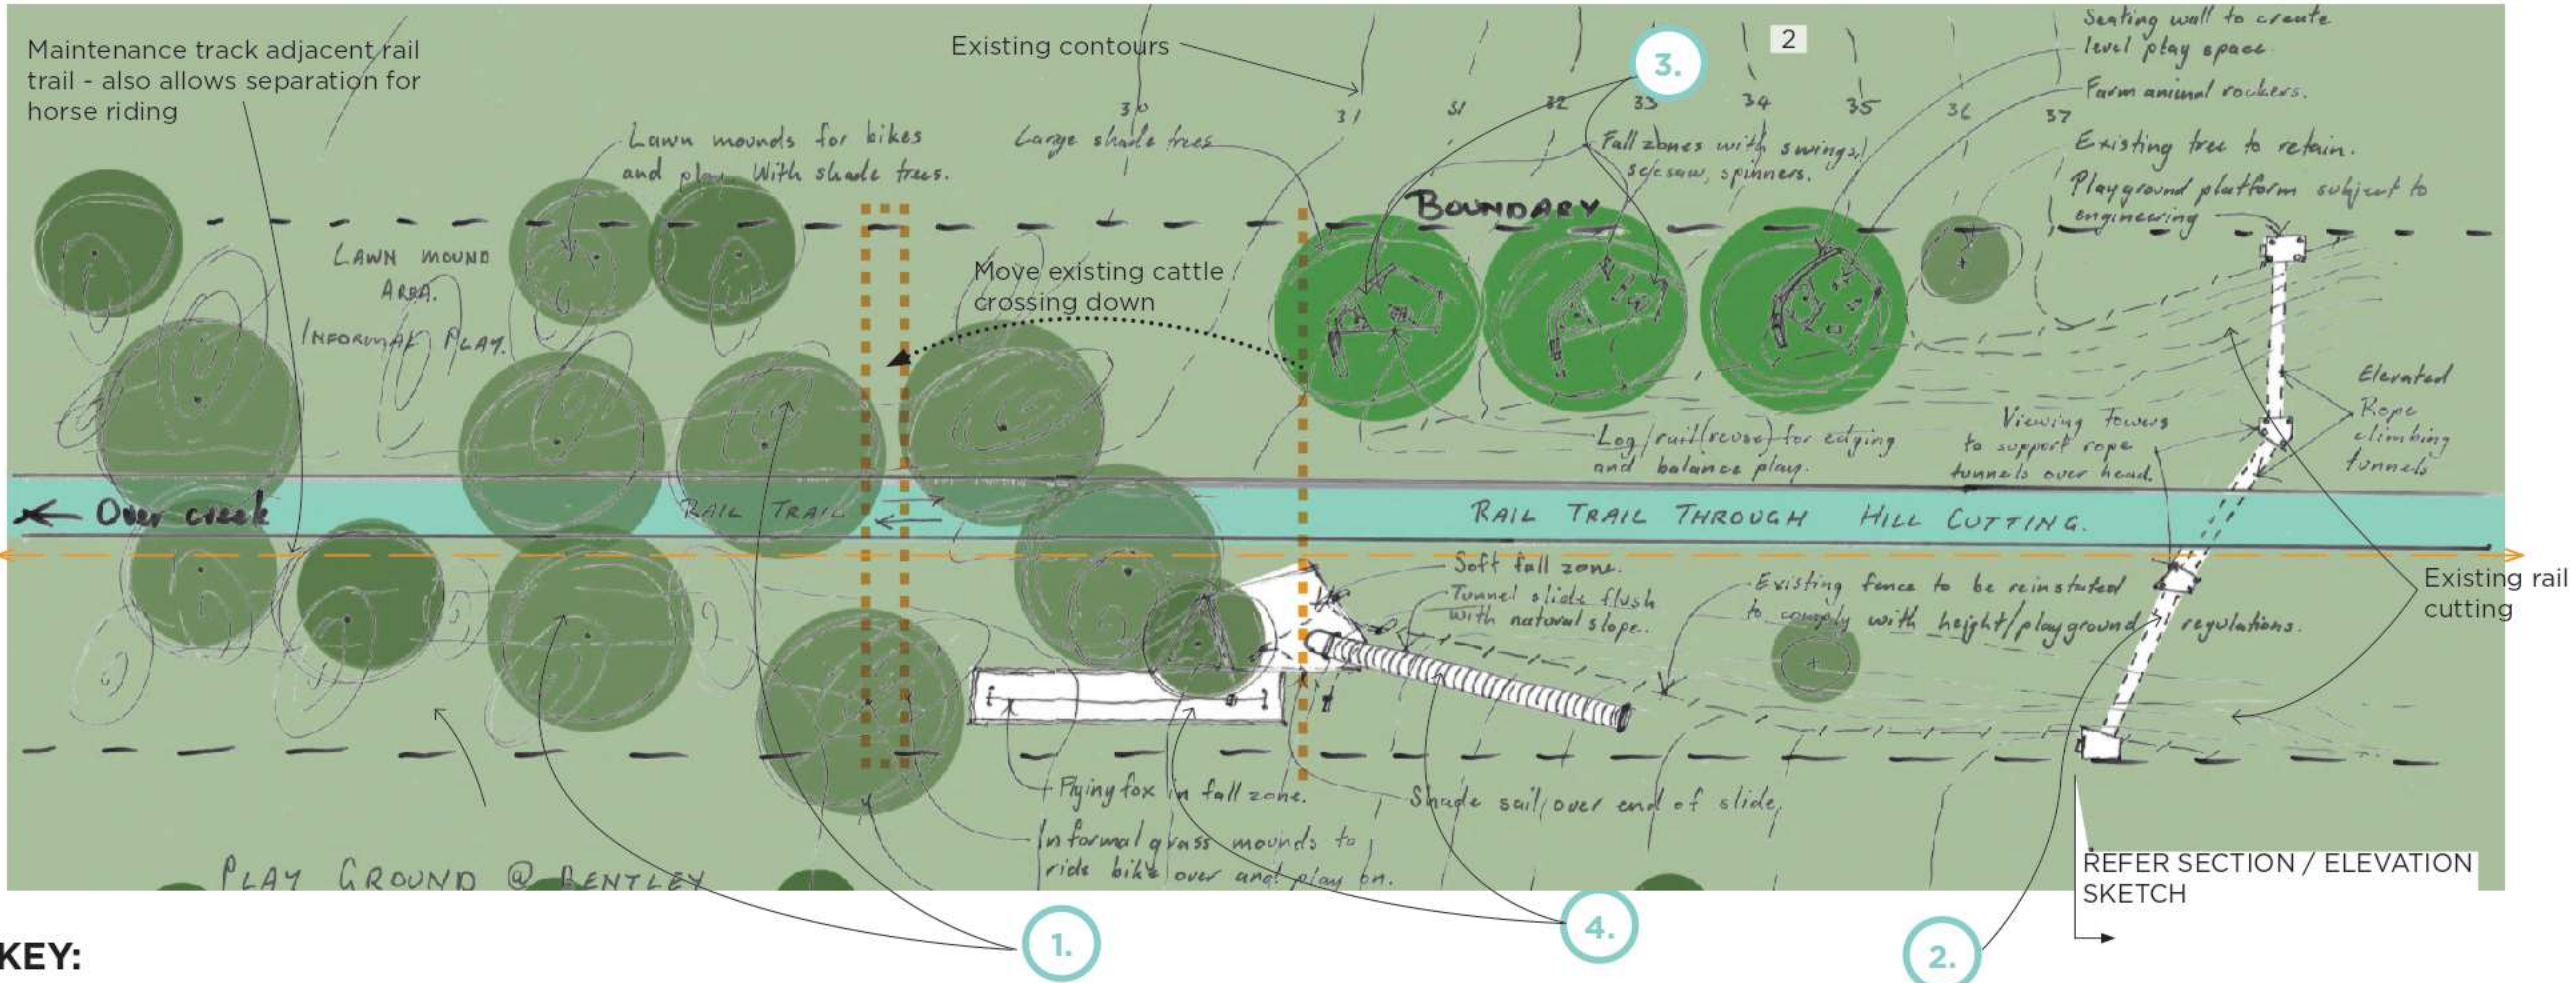 Maintenance track adjacent rail
trail - also allows separation for
horse riding
Existing contours
3.
2
Seating wall to create
level play space
Farm animal rockers.
Existing tree to retain.
Playground platform subject to
engineering
30
31
31
32
33
34
35
36
37
Lawn mounds for bikes
and play. With shade trees.
Large shade trees
Fall zones with swings,
seesaw, spinners.
BOUNDARY
LAWN MOUND
AREA.
INFORMAL PLAY.
Move existing cattle
crossing down
Elevated
Rope
climbing
tunnels
Viewing Towers
to support rope
tunnels over head.
Log/rail (reuse) for edging
and balance play.
← Over creek
RAIL TRAIL
RAIL TRAIL THROUGH HILL CUTTING.
Soft fall zone.
Tunnel slide flush
with natural slope.
Existing fence to be reinstated
to comply with height/playground regulations.
Existing rail
cutting
Flying fox in fall zone.
Shade sail over end of slide,
Informal grass mounds to
ride bike over and play on.
PLAY GROUND @ BENTLEY
REFER SECTION / ELEVATION
SKETCH
1.
4.
2.
KEY: